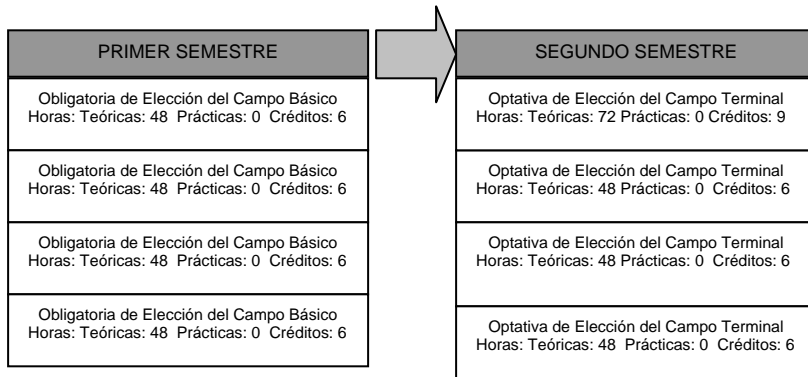 PRIMER SEMESTRE
Obligatoria de Elección del Campo Básico
Horas: Teóricas: 48 Prácticas: 0 Créditos: 6
Obligatoria de Elección del Campo Básico
Horas: Teóricas: 48 Prácticas: 0 Créditos: 6
Obligatoria de Elección del Campo Básico
Horas: Teóricas: 48 Prácticas: 0 Créditos: 6
Obligatoria de Elección del Campo Básico
Horas: Teóricas: 48 Prácticas: 0 Créditos: 6
SEGUNDO SEMESTRE
Optativa de Elección del Campo Terminal
Horas: Teóricas: 72 Prácticas: 0 Créditos: 9
Optativa de Elección del Campo Terminal
Horas: Teóricas: 48 Prácticas: 0 Créditos: 6
Optativa de Elección del Campo Terminal
Horas: Teóricas: 48 Prácticas: 0 Créditos: 6
Optativa de Elección del Campo Terminal
Horas: Teóricas: 48 Prácticas: 0 Créditos: 6